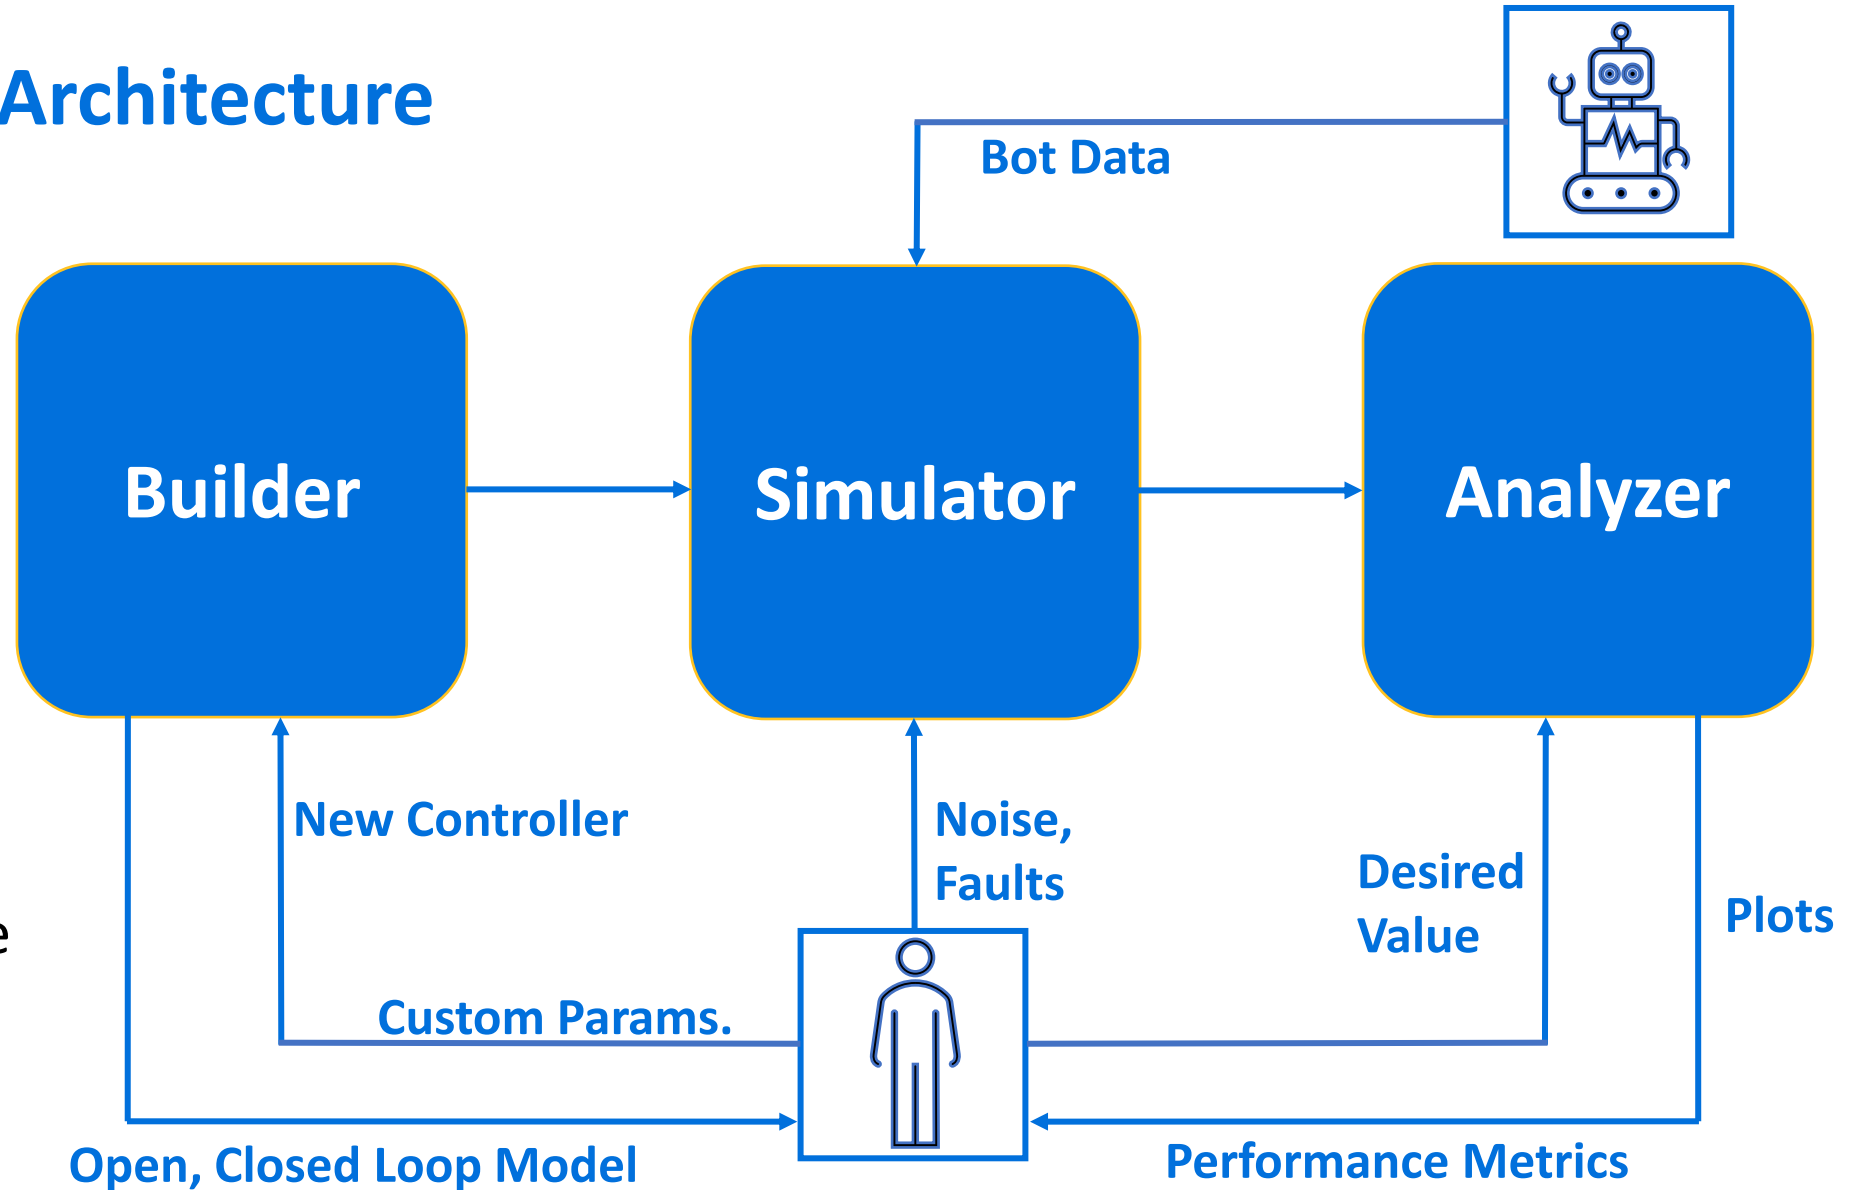 Architecture
Bot Data
Builder
Simulator
Analyzer
New Controller
Noise,
Faults
Desired
Value
Plots
e
Custom Params.
Open, Closed Loop Model
Performance Metrics